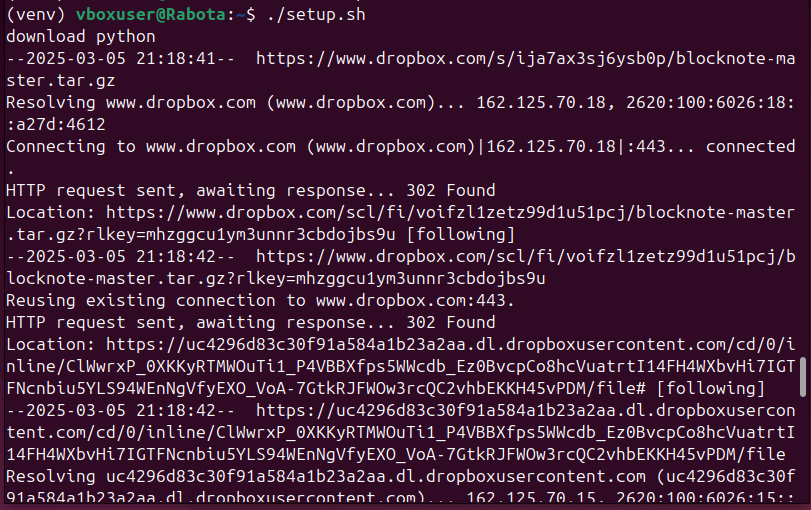 (venv) vboxuser@Rabota:~$ ./setup.sh
download python
--2025-03-05 21:18:41--  https://www.dropbox.com/s/ija7ax3sj6ysb0p/blocknote-ma
ster.tar.gz
Resolving www.dropbox.com (www.dropbox.com)... 162.125.70.18, 2620:100:6026:18:
:a27d:4612
Connecting to www.dropbox.com (www.dropbox.com)|162.125.70.18|:443... connected
.
HTTP request sent, awaiting response... 302 Found
Location: https://www.dropbox.com/scl/fi/voifzl1zetz99d1u51pcj/blocknote-master
.tar.gz?rlkey=mhzggcu1ym3unnr3cbdojbs9u [following]
--2025-03-05 21:18:42--  https://www.dropbox.com/scl/fi/voifzl1zetz99d1u51pcj/b
locknote-master.tar.gz?rlkey=mhzggcu1ym3unnr3cbdojbs9u
Reusing existing connection to www.dropbox.com:443.
HTTP request sent, awaiting response... 302 Found
Location: https://uc4296d83c30f91a584a1b23a2aa.dl.dropboxusercontent.com/cd/0/i
nline/ClWwrxP_0XKKyRTMWOuTi1_P4VBBXfps5WWcdb_Ez0BvcpCo8hcVuatrtI14FH4WXbvHi7IGT
FNcnbiu5YLS94WEnNgVfyEXO_VoA-7GtkRJFWOw3rcQC2vhbEKKH45vPDM/file# [following]
--2025-03-05 21:18:42--  https://uc4296d83c30f91a584a1b23a2aa.dl.dropboxusercon
tent.com/cd/0/inline/ClWwrxP_0XKKyRTMWOuTi1_P4VBBXfps5WWcdb_Ez0BvcpCo8hcVuatrtI
14FH4WXbvHi7IGTFNcnbiu5YLS94WEnNgVfyEXO_VoA-7GtkRJFWOw3rcQC2vhbEKKH45vPDM/file
Resolving uc4296d83c30f91a584a1b23a2aa.dl.dropboxusercontent.com (uc4296d83c30f
91a584a1b23a2aa.dl.dropboxusercontent.com)... 162.125.70.15, 2620:100:6026:15::